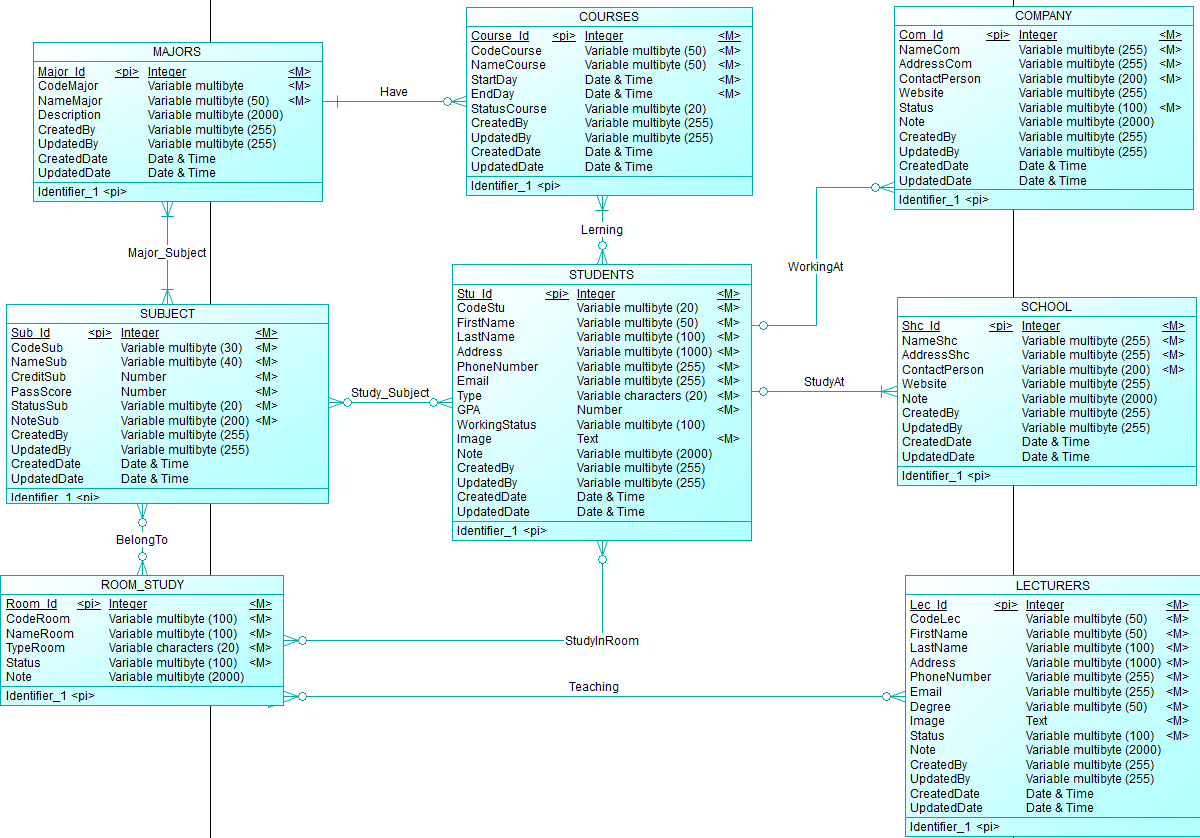 MAJORS
Major_Id <pi> Integer <M>
CodeMajor Variable multibyte <M>
NameMajor Variable multibyte (50) <M>
Description Variable multibyte (2000)
CreatedBy Variable multibyte (255)
UpdatedBy Variable multibyte (255)
CreatedDate Date & Time
UpdatedDate Date & Time
Identifier_1 <pi>
Have
COURSES
Course_Id <pi> Integer <M>
CodeCourse Variable multibyte (50) <M>
NameCourse Variable multibyte (50) <M>
StartDay Date & Time <M>
EndDay Date & Time <M>
StatusCourse Variable multibyte (20)
CreatedBy Variable multibyte (255)
UpdatedBy Variable multibyte (255)
CreatedDate Date & Time
UpdatedDate Date & Time
Identifier_1 <pi>
COMPANY
Com_Id <pi> Integer <M>
NameCom Variable multibyte (255) <M>
AddressCom Variable multibyte (255) <M>
ContactPerson Variable multibyte (200) <M>
Website Variable multibyte (255)
Status Variable multibyte (100) <M>
Note Variable multibyte (2000)
CreatedBy Variable multibyte (255)
UpdatedBy Variable multibyte (255)
CreatedDate Date & Time
UpdatedDate Date & Time
Identifier_1 <pi>
Major_Subject
Lerning
WorkingAt
SUBJECT
Sub_Id <pi> Integer <M>
CodeSub Variable multibyte (30) <M>
NameSub Variable multibyte (40) <M>
CreditSub Number <M>
PassScore Number <M>
StatusSub Variable multibyte (20) <M>
NoteSub Variable multibyte (200) <M>
CreatedBy Variable multibyte (255)
UpdatedBy Variable multibyte (255)
CreatedDate Date & Time
UpdatedDate Date & Time
Identifier_1 <pi>
Study_Subject
STUDENTS
Stu_Id <pi> Integer <M>
CodeStu Variable multibyte (20) <M>
FirstName Variable multibyte (50) <M>
LastName Variable multibyte (100) <M>
Address Variable multibyte (1000) <M>
PhoneNumber Variable multibyte (255) <M>
Email Variable multibyte (255) <M>
Type Variable characters (20) <M>
GPA Number <M>
WorkingStatus Variable multibyte (100)
Image Text <M>
Note Variable multibyte (2000)
CreatedBy Variable multibyte (255)
UpdatedBy Variable multibyte (255)
CreatedDate Date & Time
UpdatedDate Date & Time
Identifier_1 <pi>
StudyAt
SCHOOL
Shc_Id <pi> Integer <M>
NameShc Variable multibyte (255) <M>
AddressShc Variable multibyte (255) <M>
ContactPerson Variable multibyte (200) <M>
Website Variable multibyte (255)
Note Variable multibyte (2000)
CreatedBy Variable multibyte (255)
UpdatedBy Variable multibyte (255)
CreatedDate Date & Time
UpdatedDate Date & Time
Identifier_1 <pi>
BelongTo
ROOM_STUDY
Room_Id <pi> Integer <M>
CodeRoom Variable multibyte (100) <M>
NameRoom Variable multibyte (100) <M>
TypeRoom Variable characters (20) <M>
Status Variable multibyte (100) <M>
Note Variable multibyte (2000)
Identifier_1 <pi>
StudyInRoom
Teaching
LECTURERS
Lec_Id <pi> Integer <M>
CodeLec Variable multibyte (50) <M>
FirstName Variable multibyte (50) <M>
LastName Variable multibyte (100) <M>
Address Variable multibyte (1000) <M>
PhoneNumber Variable multibyte (255) <M>
Email Variable multibyte (255) <M>
Degree Variable multibyte (50) <M>
Image Text <M>
Status Variable multibyte (100) <M>
Note Variable multibyte (2000)
CreatedBy Variable multibyte (255)
UpdatedBy Variable multibyte (255)
CreatedDate Date & Time
UpdatedDate Date & Time
Identifier_1 <pi>